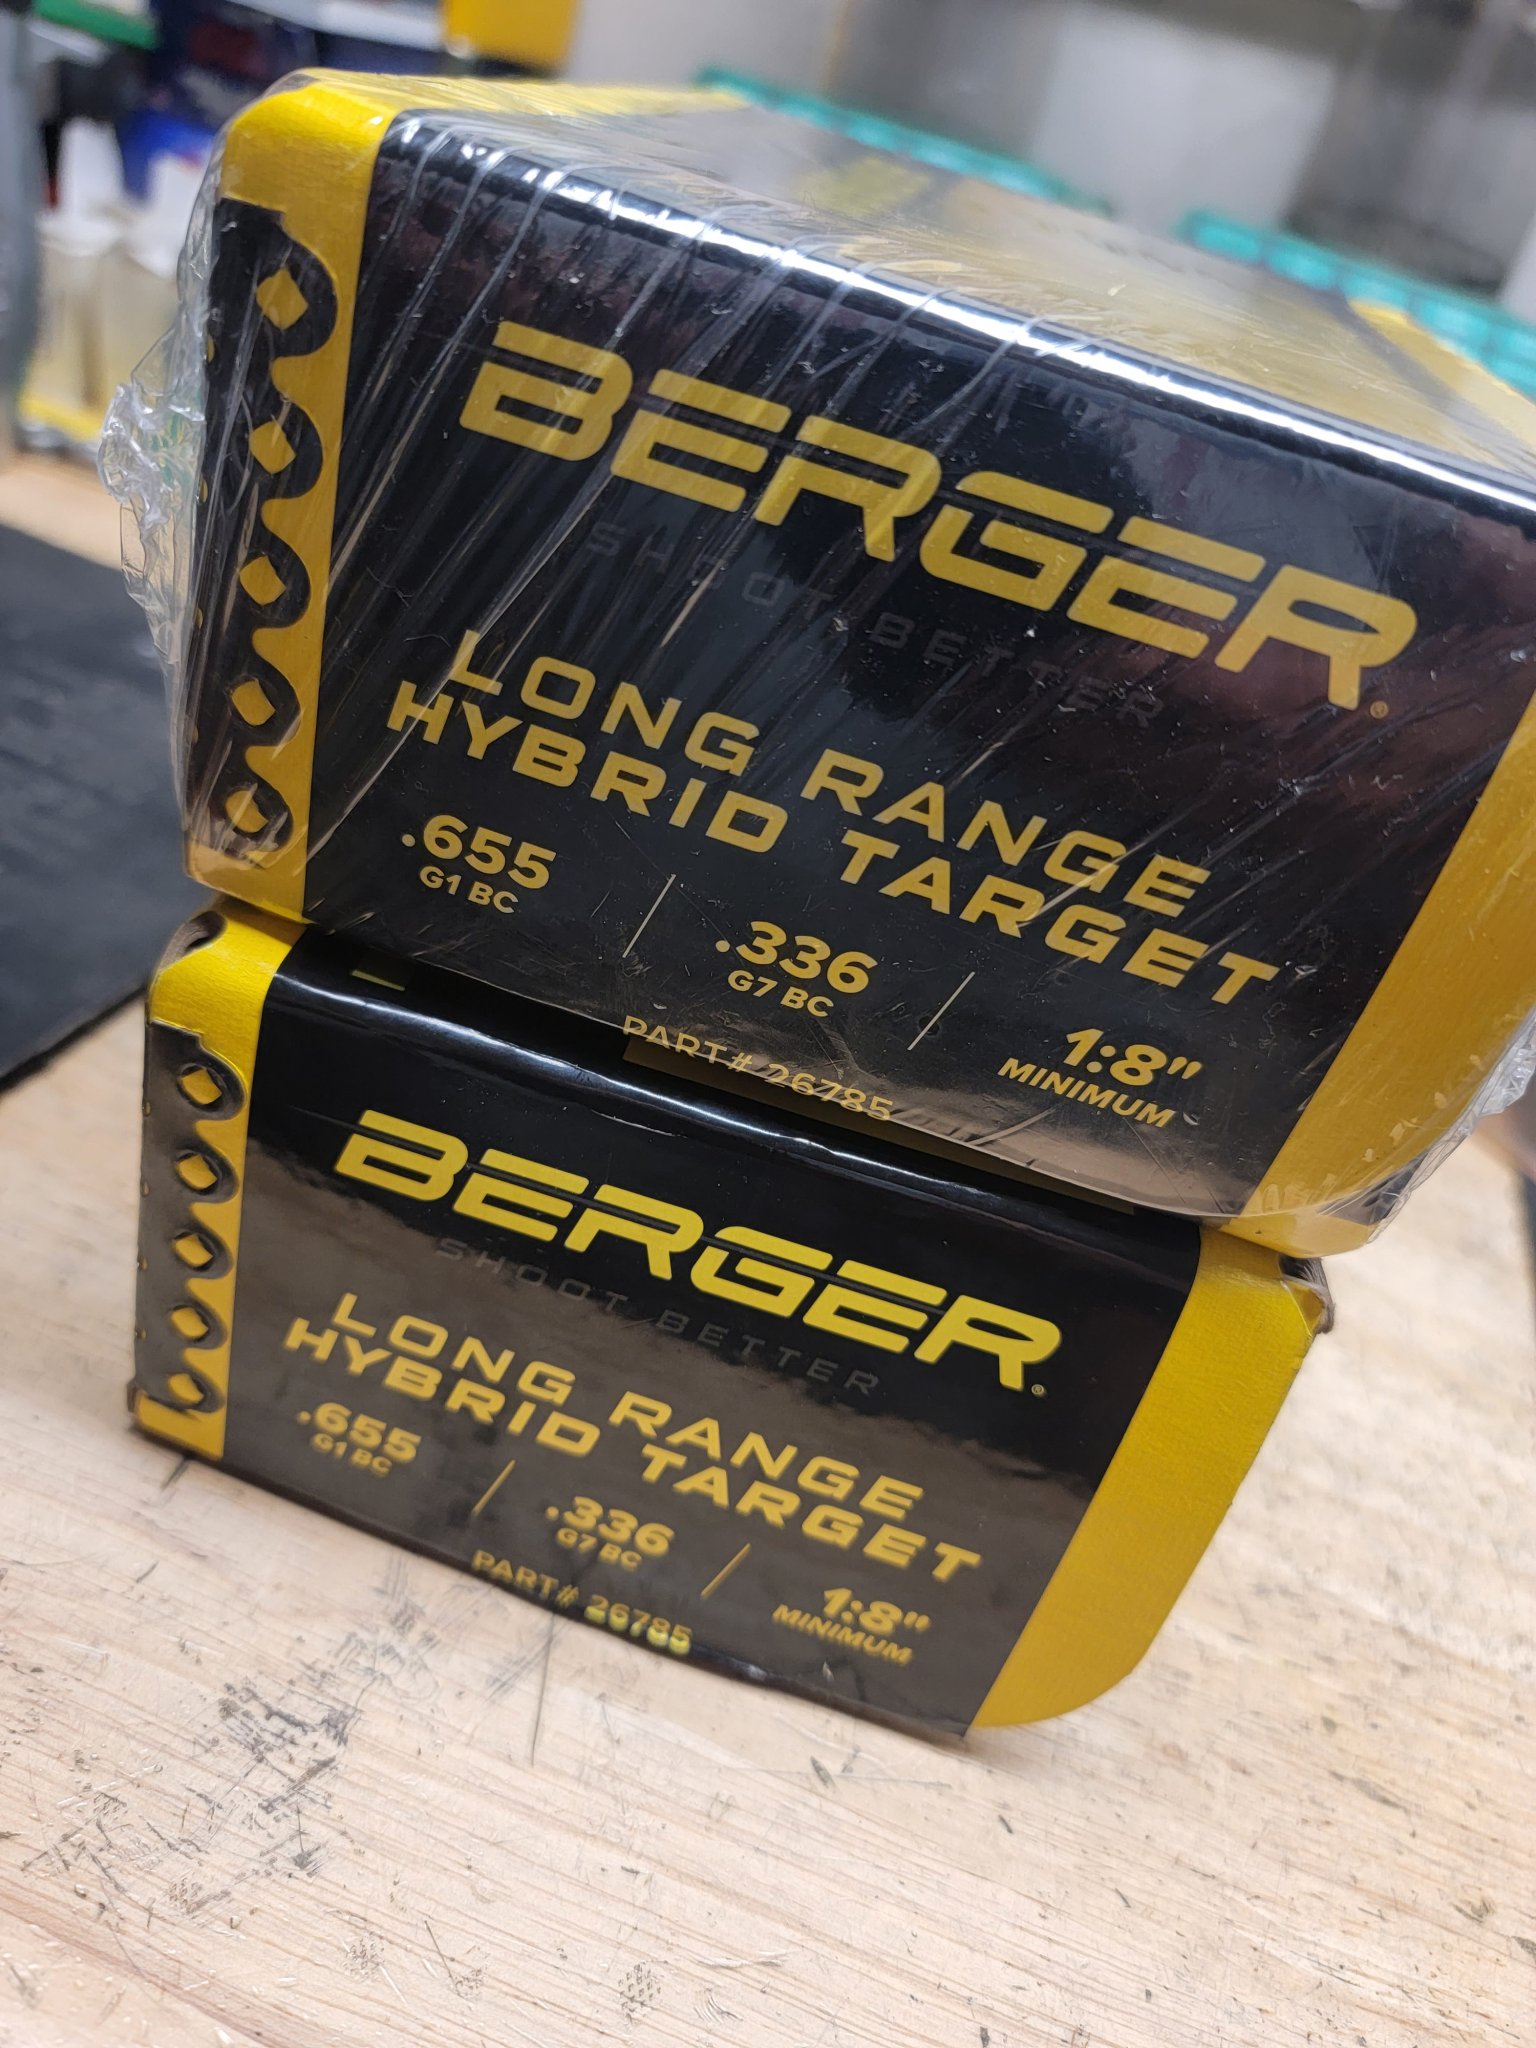 BERGER®
SHOOT BETTER
LONG RANGE
HYBRID TARGET
.655
G1 BC
.336
G7 BC
1:8"
MINIMUM
PART# 26785
BERGER®
SHOOT BETTER
LONG RANGE
HYBRID TARGET
.655
G1 BC
.336
G7 BC
1:8"
MINIMUM
PART# 26785